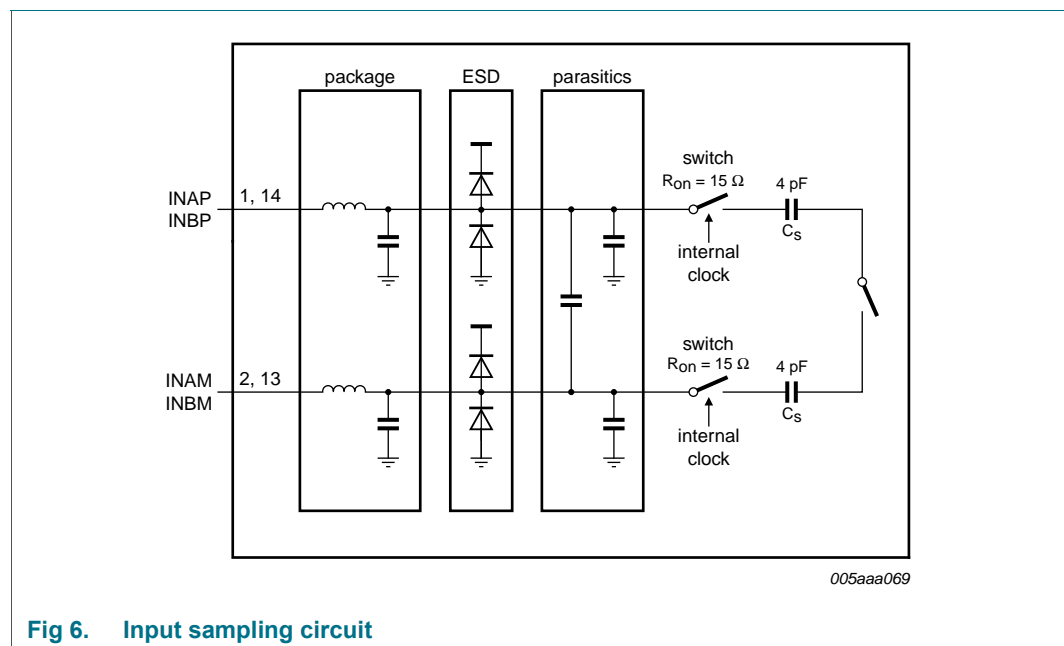 package
ESD
parasitics
switch
Ron = 15 Ω
4 pF
INAP
INBP
1, 14
internal
clock
Cs
switch
Ron = 15 Ω
4 pF
INAM
INBM
2, 13
internal
clock
Cs
005aaa069
Fig 6. Input sampling circuit